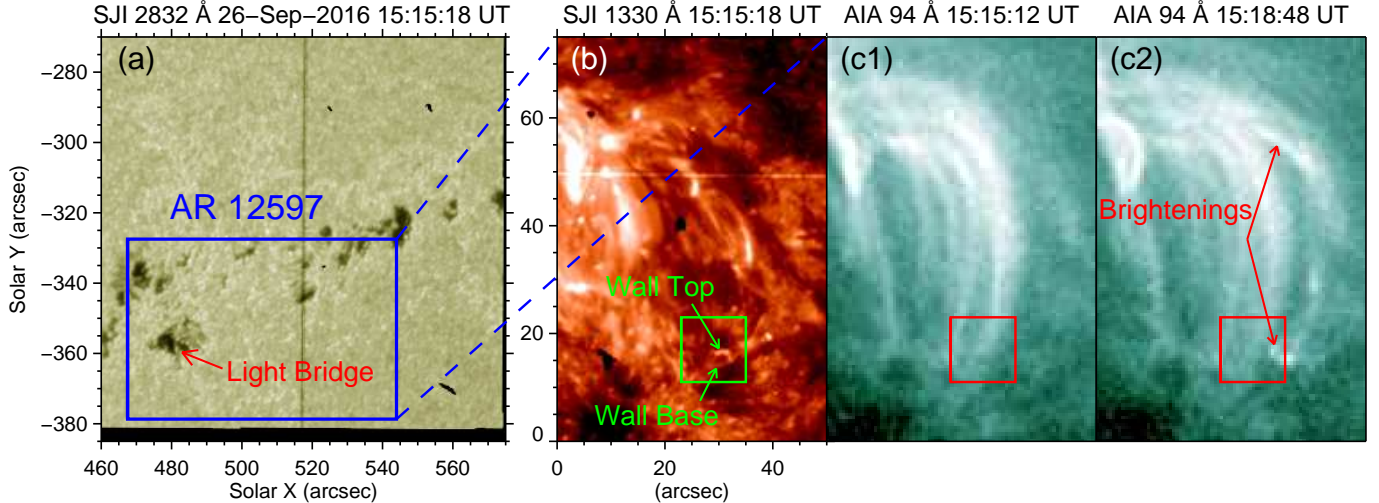 SJI 2832 Å 26−Sep−2016 15:15:18 UT
SJI 1330 Å 15:15:18 UT
AIA 94 Å 15:15:12 UT
AIA 94 Å 15:18:48 UT
(a)
(b)
(c1)
(c2)
−280
−300
−320
−340
−360
−380
Solar Y (arcsec)
AR 12597
Light Bridge
460
480
500
520
540
560
Solar X (arcsec)
60
40
20
0
Wall Top
Wall Base
0
20
40
(arcsec)
Brightenings